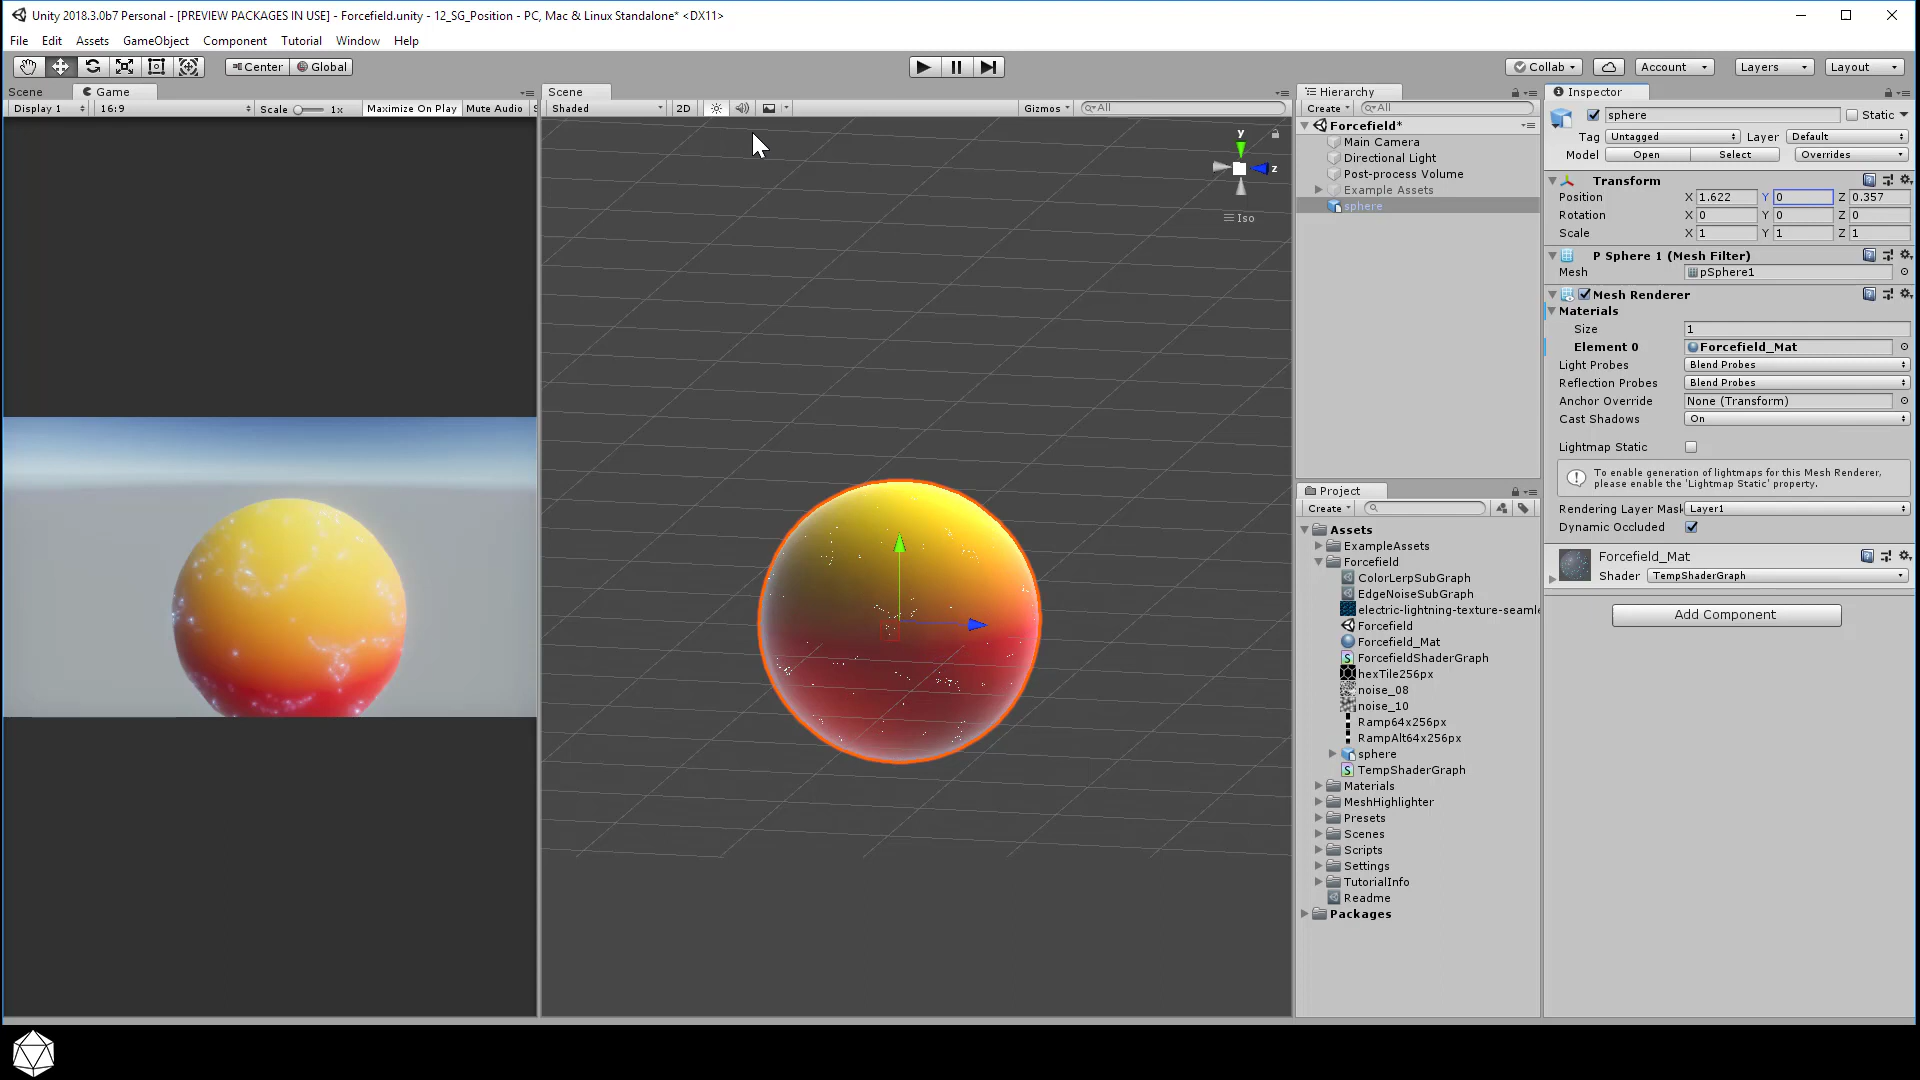 Unity 2018.3.0b7 Personal - [PREVIEW PACKAGES IN USE] - Forcefield.unity - 12_SG_Position - PC, Mac & Linux Standalone* <DX11>
File Edit Assets GameObject Component Tutorial Window Help
Center Global Collab Account Layers Layout
Scene Game
Display 1 16:9 Scale 1x Maximize On Play Mute Audio S
Scene
Shaded 2D Gizmos All
y
z
Iso
Hierarchy
Create All
Forcefield*
Main Camera
Directional Light
Post-process Volume
Example Assets
sphere
Project
Create
Assets
ExampleAssets
Forcefield
ColorLerpSubGraph
EdgeNoiseSubGraph
electric-lightning-texture-seamle
Forcefield
Forcefield_Mat
ForcefieldShaderGraph
hexTile256px
noise_08
noise_10
Ramp64x256px
RampAlt64x256px
sphere
TempShaderGraph
Materials
MeshHighlighter
Presets
Scenes
Scripts
Settings
TutorialInfo
Readme
Packages
Inspector
sphere Static
Tag Untagged Layer Default
Model Open Select Overrides
Transform
Position X 1.622 Y 0 Z 0.357
Rotation X 0 Y 0 Z 0
Scale X 1 Y 1 Z 1
P Sphere 1 (Mesh Filter)
Mesh pSphere1
Mesh Renderer
Materials
Size 1
Element 0 Forcefield_Mat
Light Probes Blend Probes
Reflection Probes Blend Probes
Anchor Override None (Transform)
Cast Shadows On
Lightmap Static
To enable generation of lightmaps for this Mesh Renderer,
please enable the 'Lightmap Static' property.
Rendering Layer Mask Layer1
Dynamic Occluded
Forcefield_Mat
Shader TempShaderGraph
Add Component